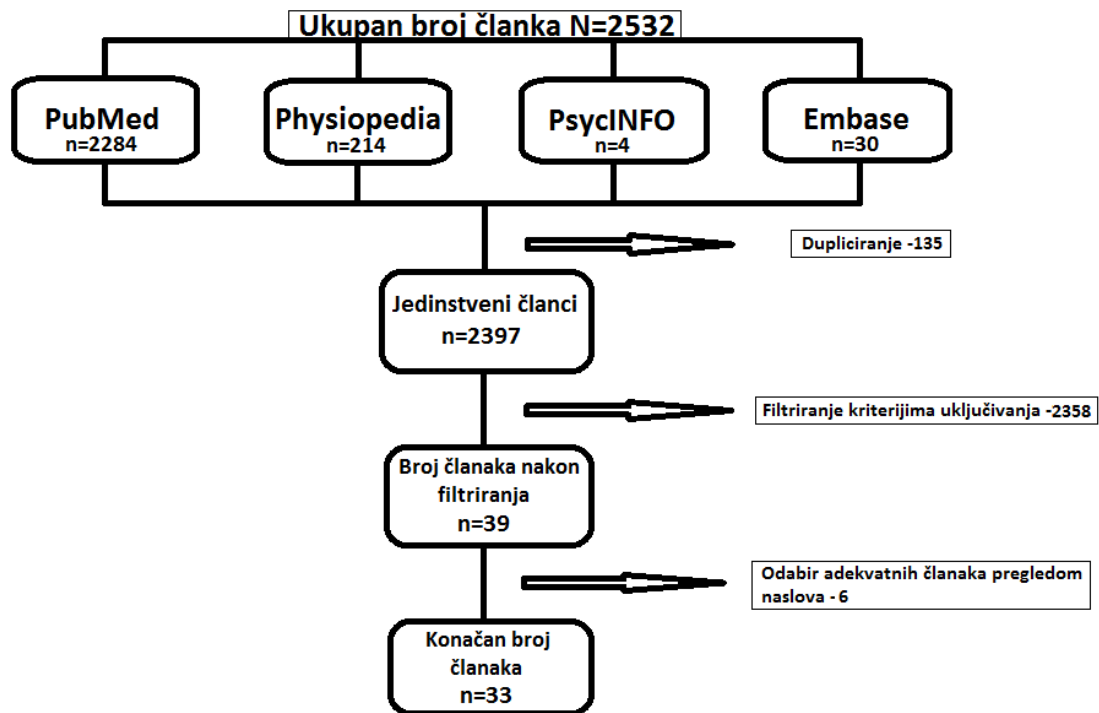 Ukupan broj članka N=2532
PubMed
n=2284
Physiopedia
n=214
PsycINFO
n=4
Embase
n=30
Dupliciranje -135
Jedinstveni članci
n=2397
Filtriranje kriterijima uključivanja -2358
Broj članaka nakon
filtriranja
n=39
Odabir adekvatnih članaka pregledom
naslova - 6
Konačan broj
članaka
n=33